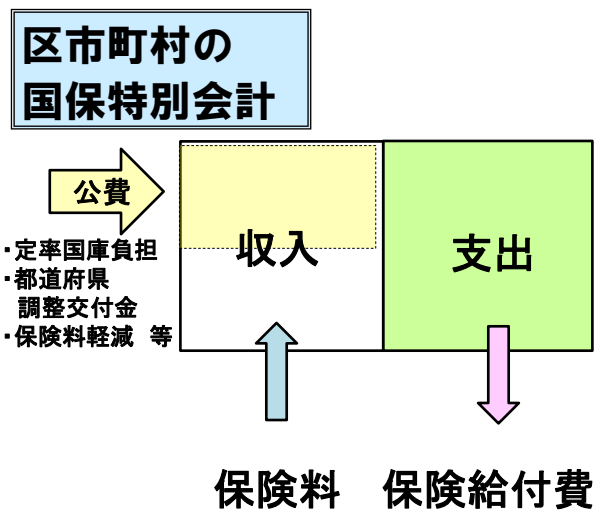 区市町村の
国保特別会計
公費
・定率国庫負担
・都道府県
調整交付金
・保険料軽減　等
収入
支出
保険料
保険給付費